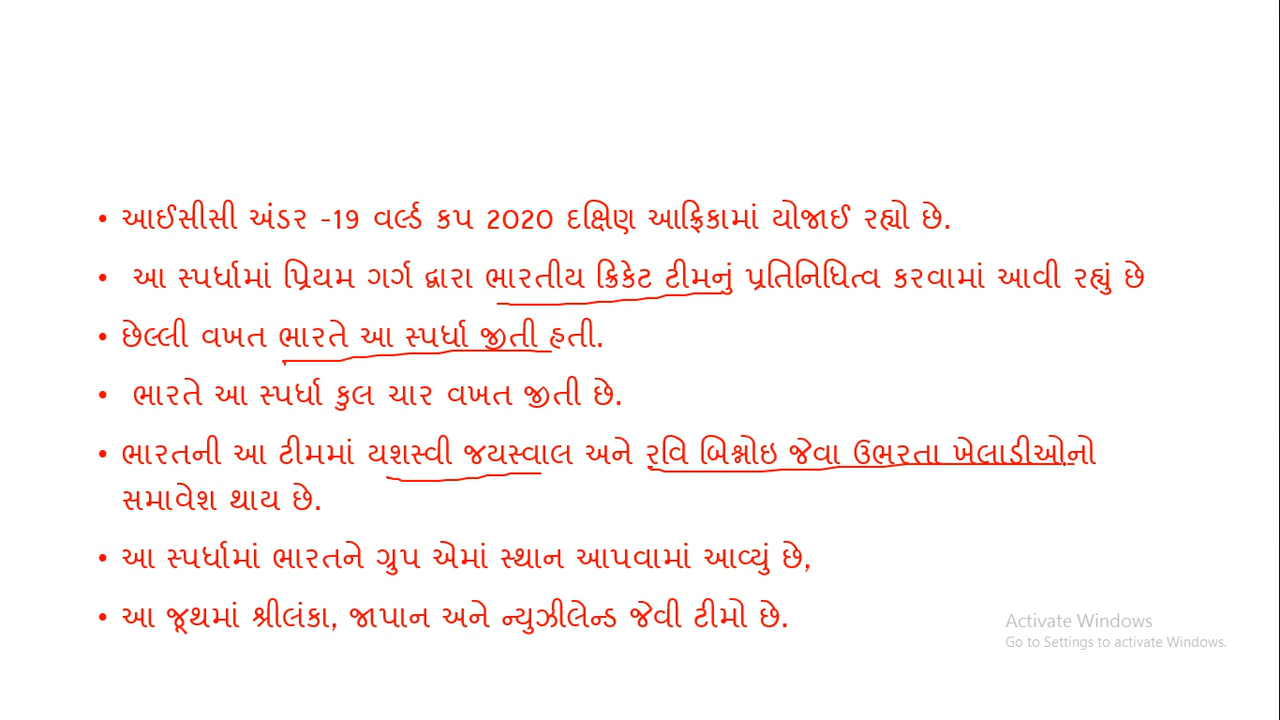 • આઈસીસી અંડર -19 વર્લ્ડ કપ 2020 દક્ષિણ આફ્રિકામાં યોજાઈ રહ્યો છે.
• આ સ્પર્ધામાં પ્રિયમ ગર્ગ દ્વારા ભારતીય ક્રિકેટ ટીમનું પ્રતિનિધિત્વ કરવામાં આવી રહ્યું છે
• છેલ્લી વખત ભારતે આ સ્પર્ધા જીતી હતી.
• ભારતે આ સ્પર્ધા કુલ ચાર વખત જીતી છે.
• ભારતની આ ટીમમાં યશસ્વી જયસ્વાલ અને રવિ બિશ્નોઇ જેવા ઉભરતા ખેલાડીઓનો
સમાવેશ થાય છે.
• આ સ્પર્ધામાં ભારતને ગ્રુપ એમાં સ્થાન આપવામાં આવ્યું છે,
• આ જૂથમાં શ્રીલંકા, જાપાન અને ન્યુઝીલેન્ડ જેવી ટીમો છે.
Activate Windows
Go to Settings to activate Windows.